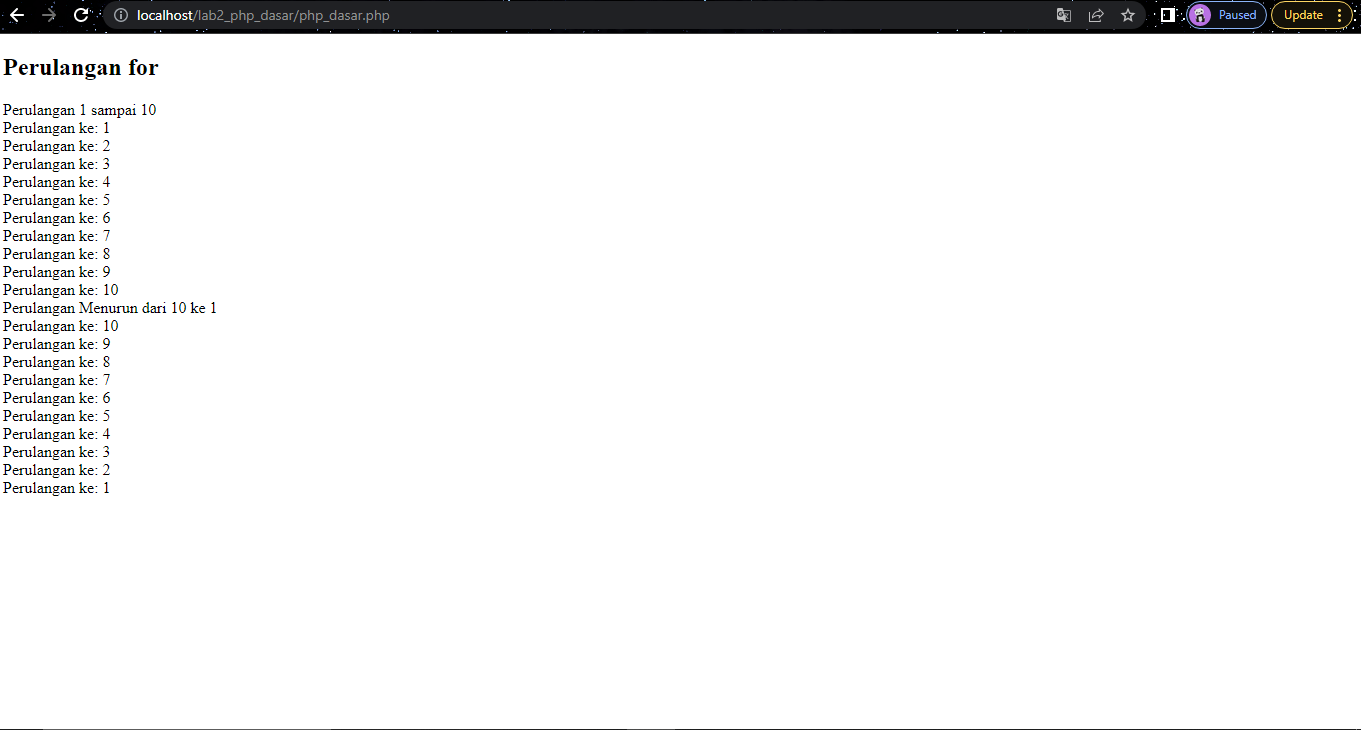 localhost/lab2_php_dasar/php_dasar.php
Paused
Update
Perulangan for
Perulangan 1 sampai 10
Perulangan ke: 1
Perulangan ke: 2
Perulangan ke: 3
Perulangan ke: 4
Perulangan ke: 5
Perulangan ke: 6
Perulangan ke: 7
Perulangan ke: 8
Perulangan ke: 9
Perulangan ke: 10
Perulangan Menurun dari 10 ke 1
Perulangan ke: 10
Perulangan ke: 9
Perulangan ke: 8
Perulangan ke: 7
Perulangan ke: 6
Perulangan ke: 5
Perulangan ke: 4
Perulangan ke: 3
Perulangan ke: 2
Perulangan ke: 1